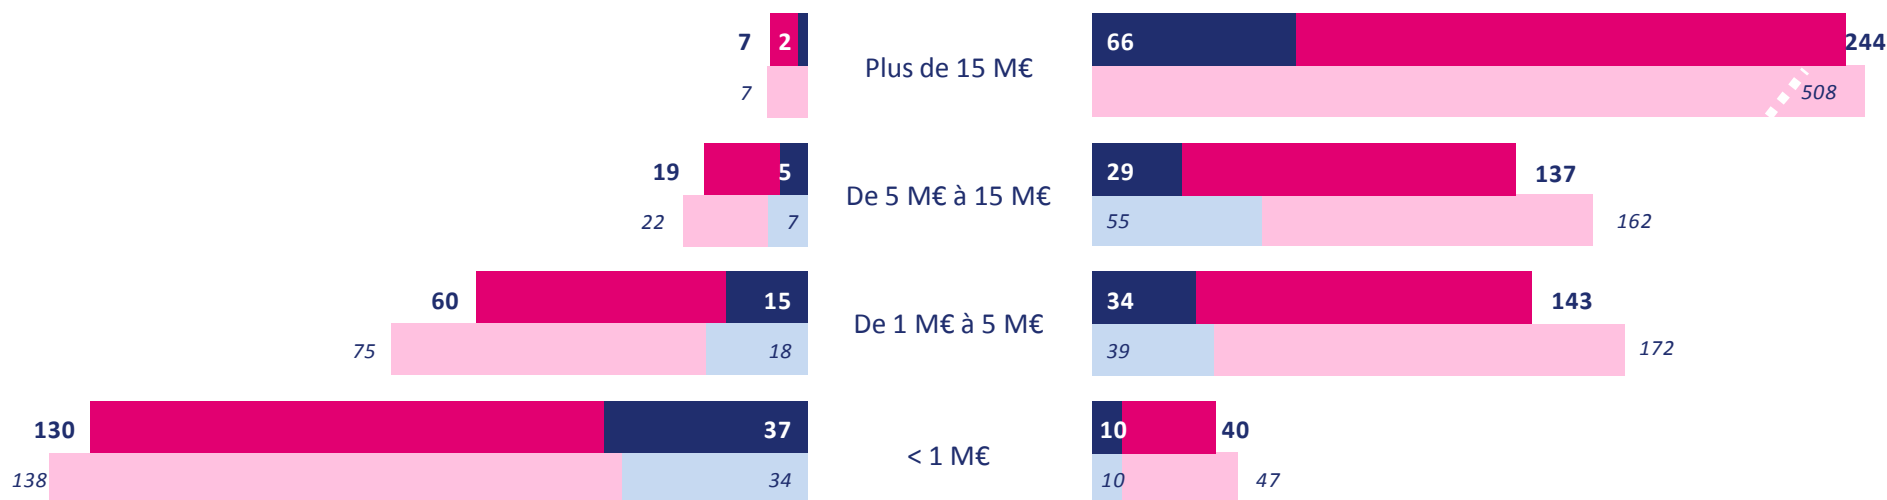 7 2 Plus de 15 M€ 66 244
7 508
19 5 De 5 M€ à 15 M€ 29 137
22 7 55 162
60 15 De 1 M€ à 5 M€ 34 143
75 18 39 172
130 37 < 1 M€ 10 40
138 34 10 47